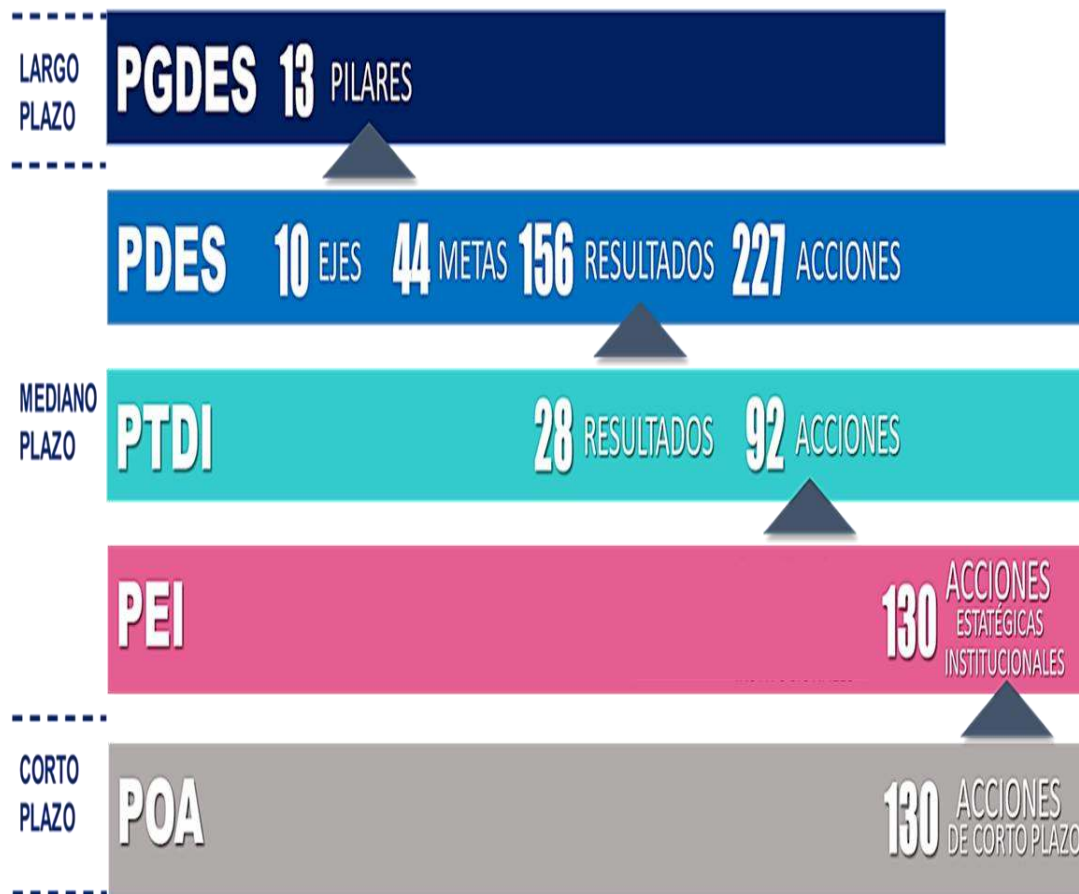 LARGO
PLAZO
PGDES 13 PILARES
PDES 10 EJES 44 METAS 156 RESULTADOS 227 ACCIONES
MEDIANO
PLAZO
PTDI 28 RESULTADOS 92 ACCIONES
PEI 130 ACCIONES
ESTATÉGICAS
INSTITUCIONALES
CORTO
PLAZO
POA 130 ACCIONES
DE CORTO PLAZO